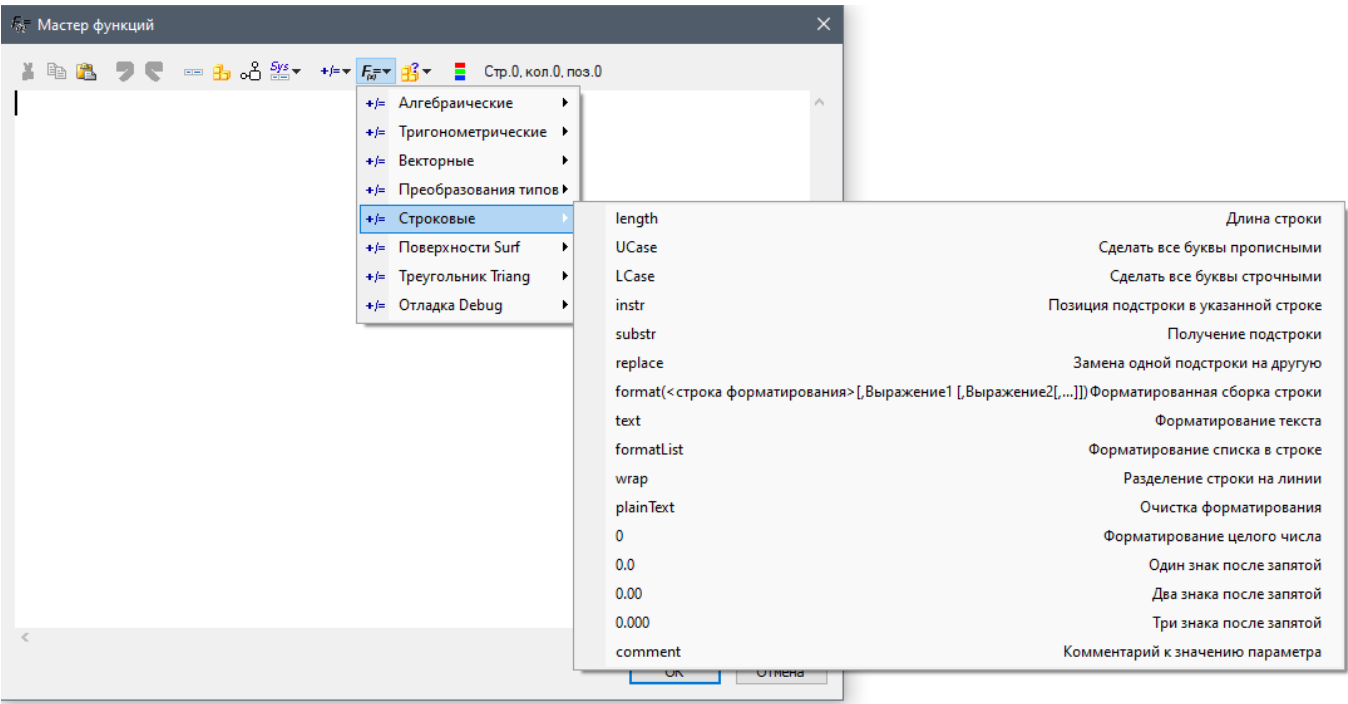 Мастер функций
Sys +/= F(x) Стр.0, кол.0, поз.0
+/= Алгебраические
+/= Тригонометрические
+/= Векторные
+/= Преобразования типов
+/= Строковые
+/= Поверхности Surf
+/= Треугольник Triang
+/= Отладка Debug
length Длина строки
UCase Сделать все буквы прописными
LCase Сделать все буквы строчными
instr Позиция подстроки в указанной строке
substr Получение подстроки
replace Замена одной подстроки на другую
format(<строка форматирования>[,Выражение1 [,Выражение2[,...]]) Форматированная сборка строки
text Форматирование текста
formatList Форматирование списка в строке
wrap Разделение строки на линии
plainText Очистка форматирования
0 Форматирование целого числа
0.0 Один знак после запятой
0.00 Два знака после запятой
0.000 Три знака после запятой
comment Комментарий к значению параметра
OK Отмена